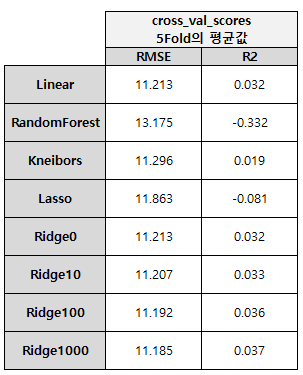 cross_val_scores
5Fold의 평균값
RMSE R2
Linear 11.213 0.032
RandomForest 13.175 -0.332
Kneibors 11.296 0.019
Lasso 11.863 -0.081
Ridge0 11.213 0.032
Ridge10 11.207 0.033
Ridge100 11.192 0.036
Ridge1000 11.185 0.037